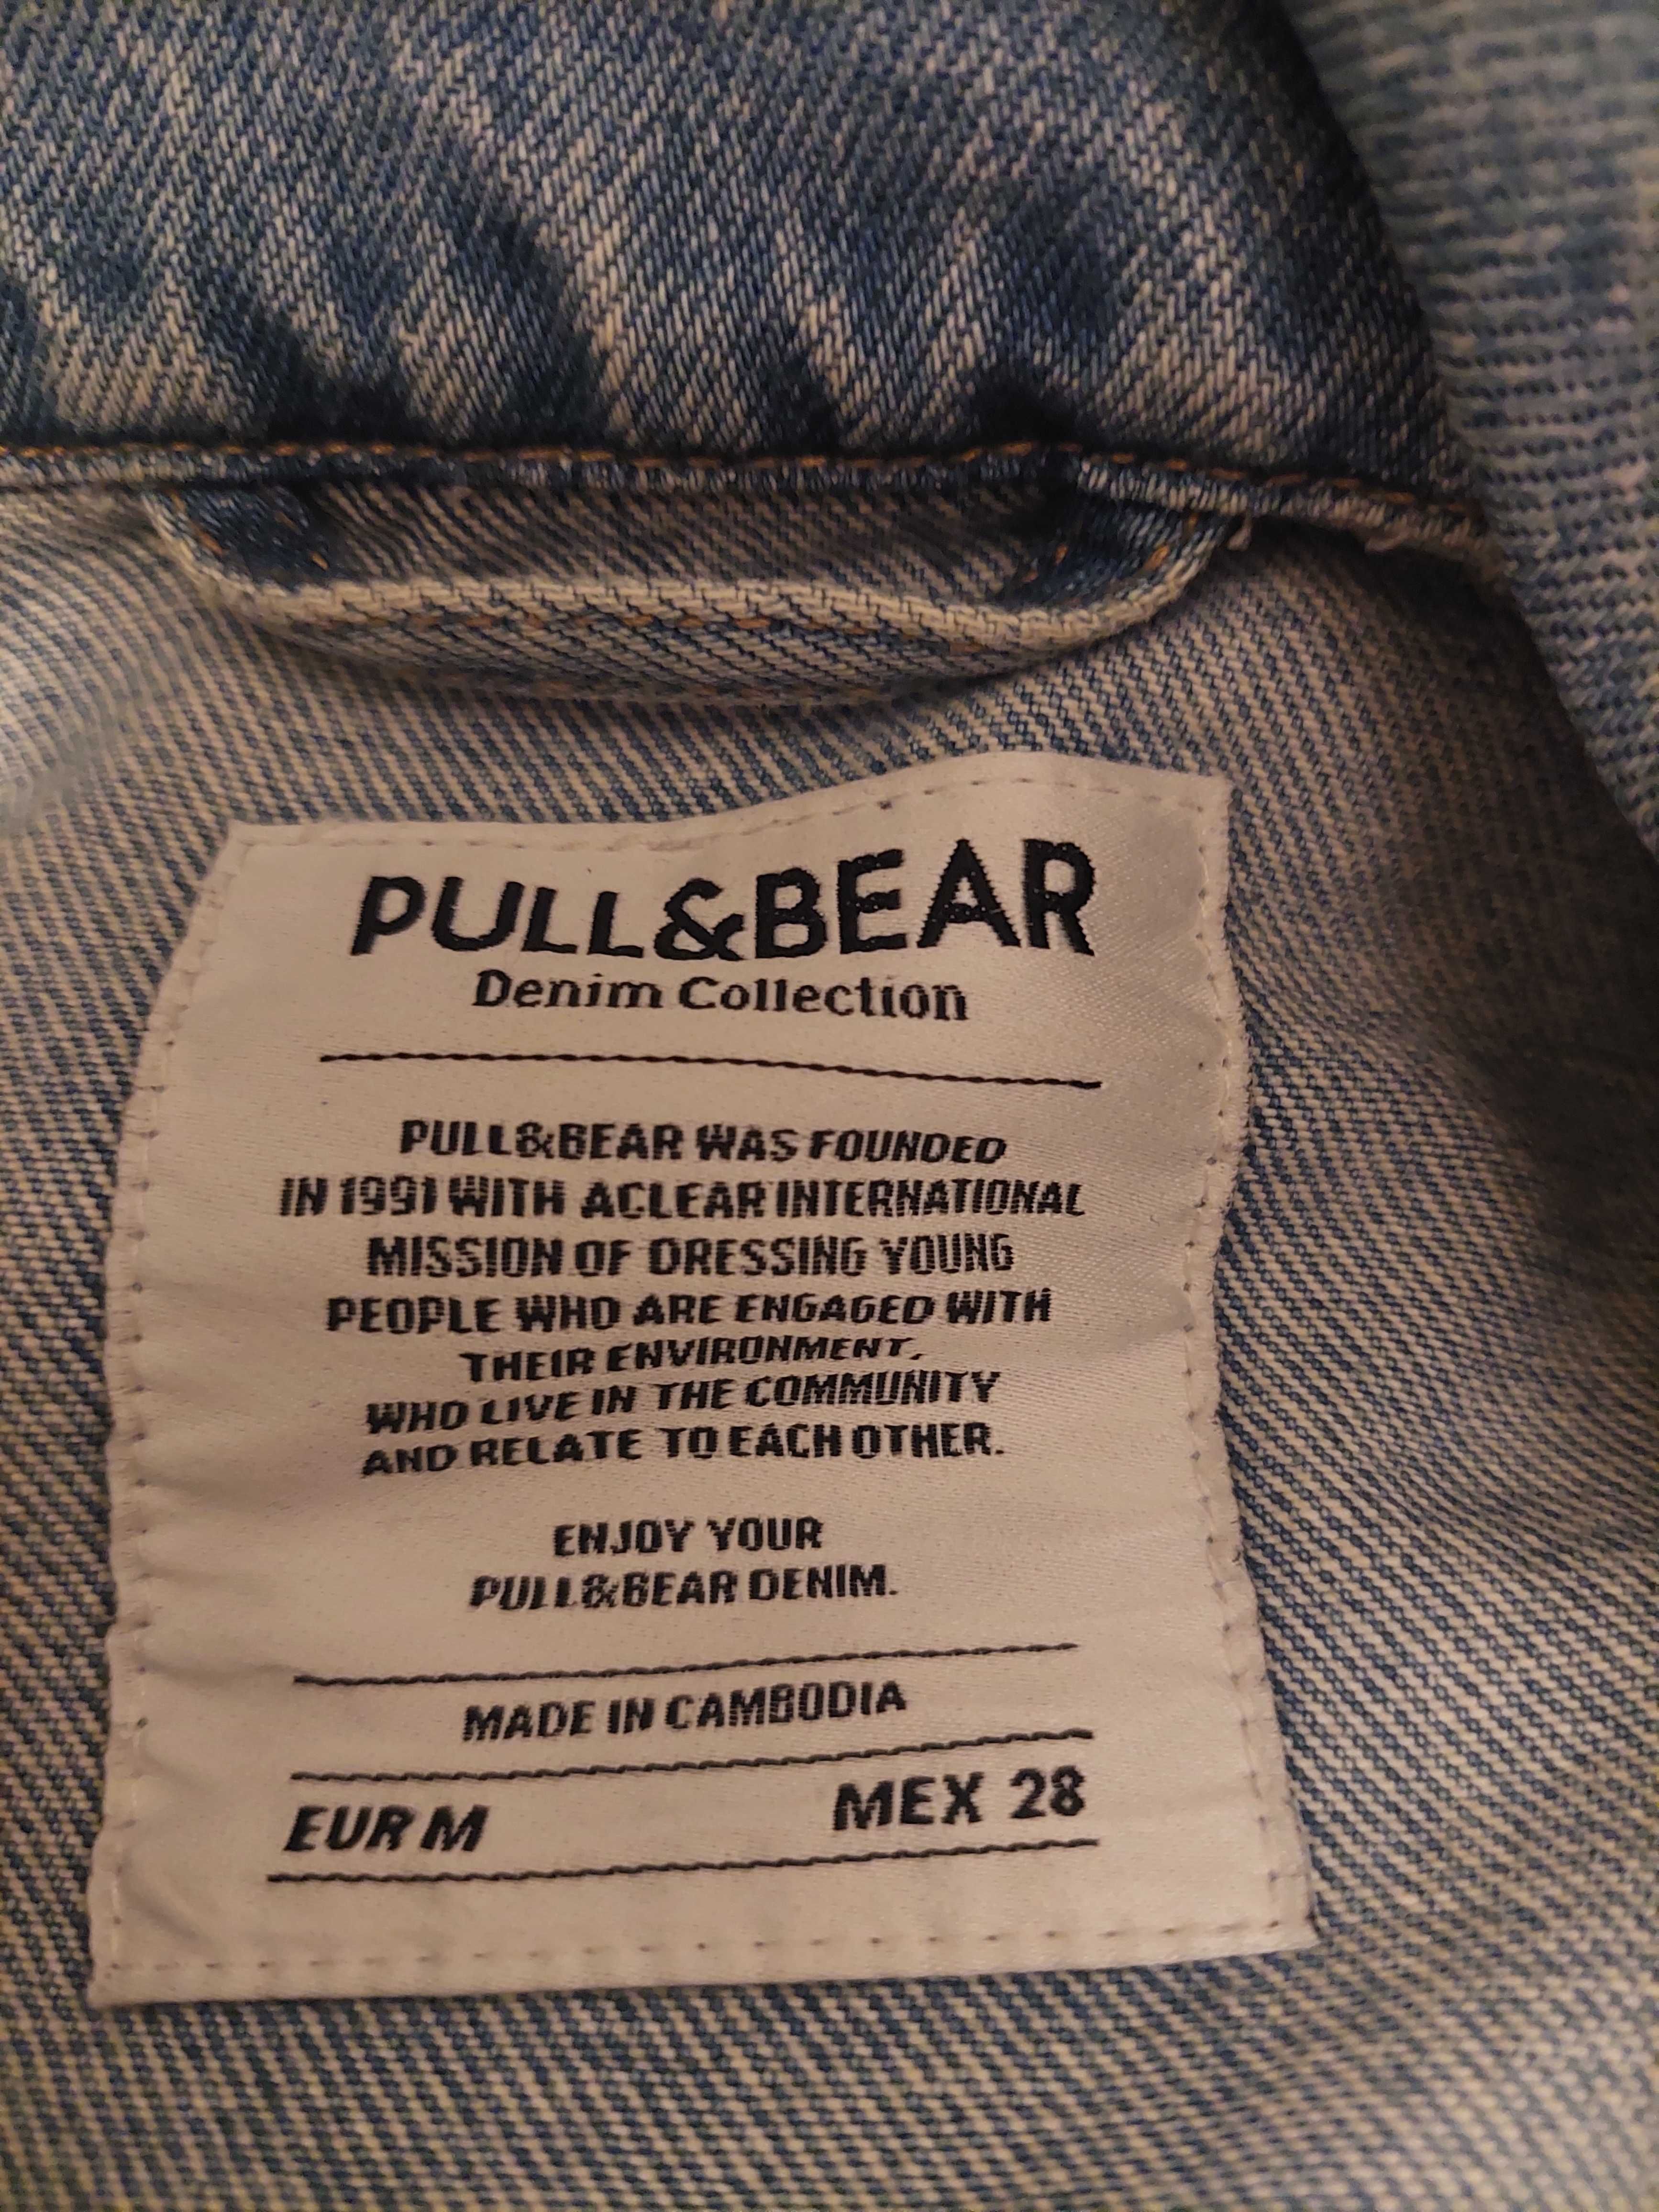 PULL&BEAR
Denim Collection
PULL&BEAR WAS FOUNDED
IN 1991 WITH A CLEAR INTERNATIONAL
MISSION OF DRESSING YOUNG
PEOPLE WHO ARE ENGAGED WITH
THEIR ENVIRONMENT,
WHO LIVE IN THE COMMUNITY
AND RELATE TO EACH OTHER.
ENJOY YOUR
PULL&BEAR DENIM.
MADE IN CAMBODIA
EUR M MEX 28